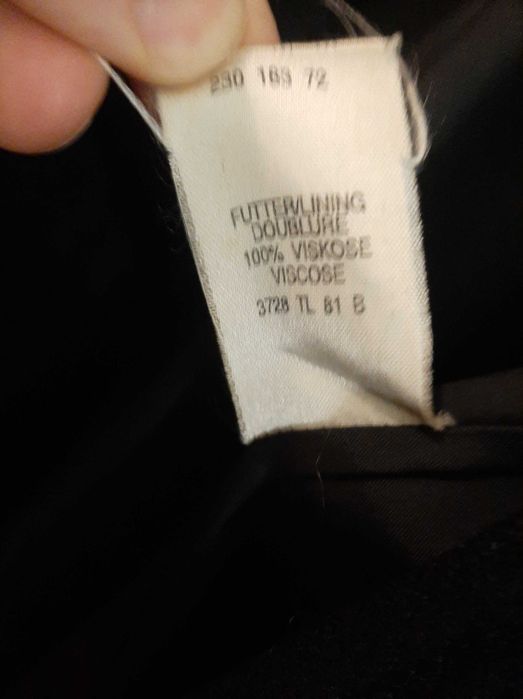 230 163 72
FUTTER/LINING
DOUBLURE
100% VISKOSE
VISCOSE
3728 TL 81 B